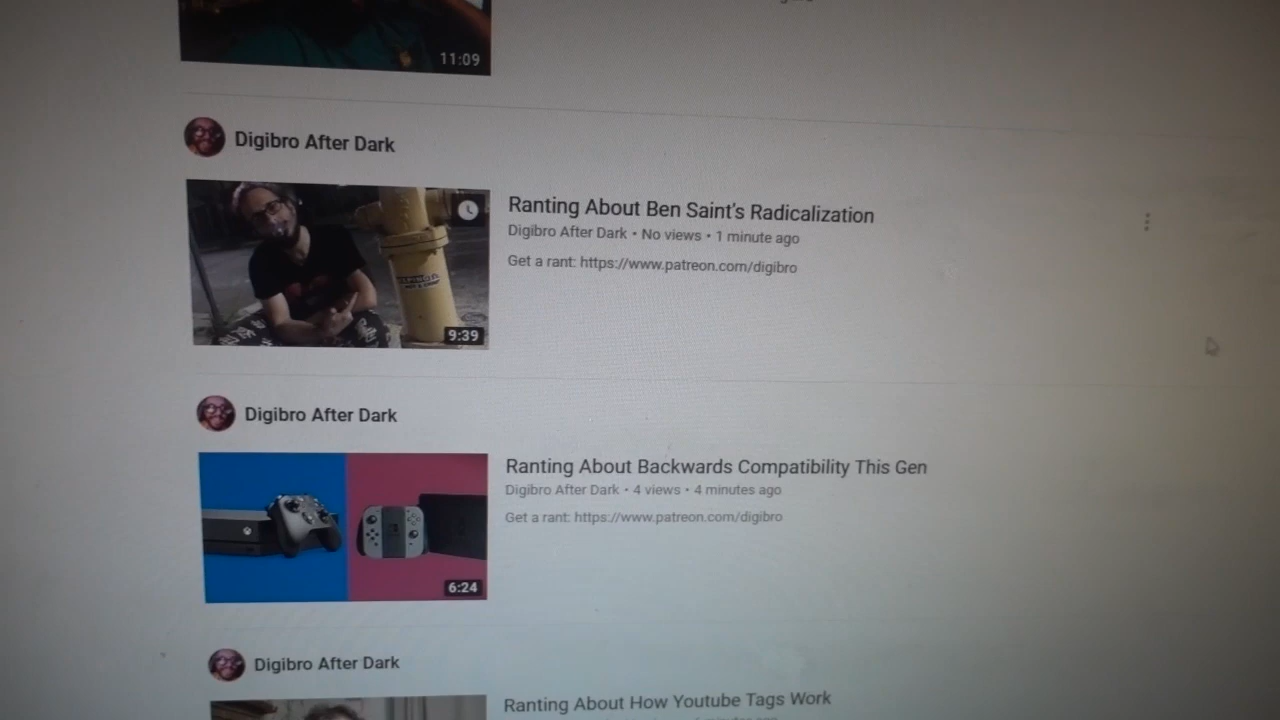 11:09
Digibro After Dark
Ranting About Ben Saint's Radicalization
Digibro After Dark • No views • 1 minute ago
Get a rant: https://www.patreon.com/digibro
9:39
Digibro After Dark
Ranting About Backwards Compatibility This Gen
Digibro After Dark • 4 views • 4 minutes ago
Get a rant: https://www.patreon.com/digibro
6:24
Digibro After Dark
Ranting About How Youtube Tags Work